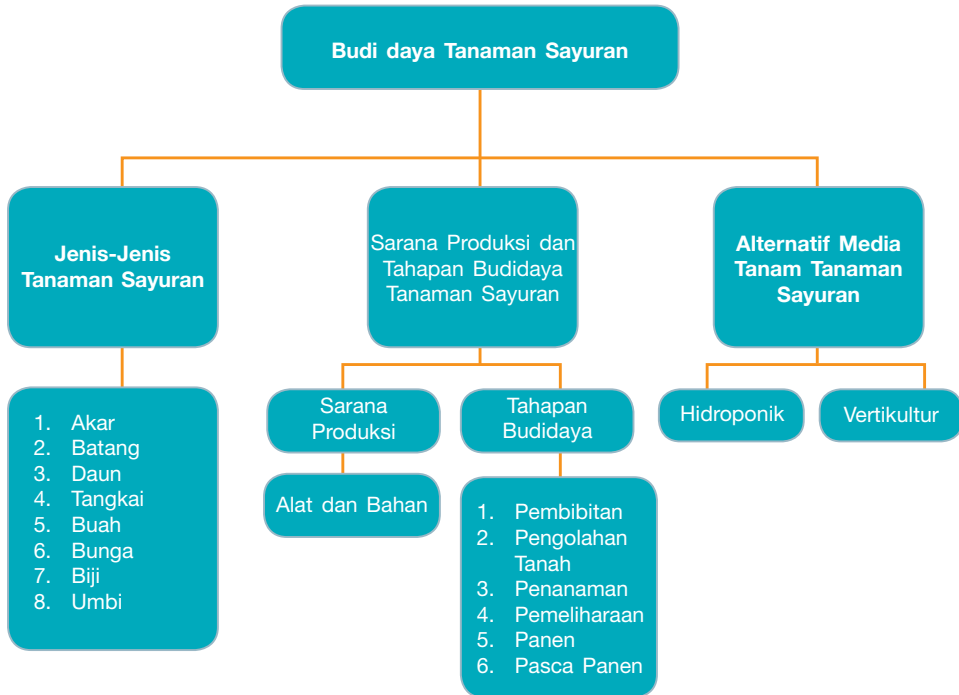 Budi daya Tanaman Sayuran
Jenis-Jenis
Tanaman Sayuran
1. Akar
2. Batang
3. Daun
4. Tangkai
5. Buah
6. Bunga
7. Biji
8. Umbi
Sarana Produksi dan
Tahapan Budidaya
Tanaman Sayuran
Sarana
Produksi
Alat dan Bahan
Tahapan
Budidaya
1. Pembibitan
2. Pengolahan
Tanah
3. Penanaman
4. Pemeliharaan
5. Panen
6. Pasca Panen
Alternatif Media
Tanam Tanaman
Sayuran
Hidroponik
Vertikultur